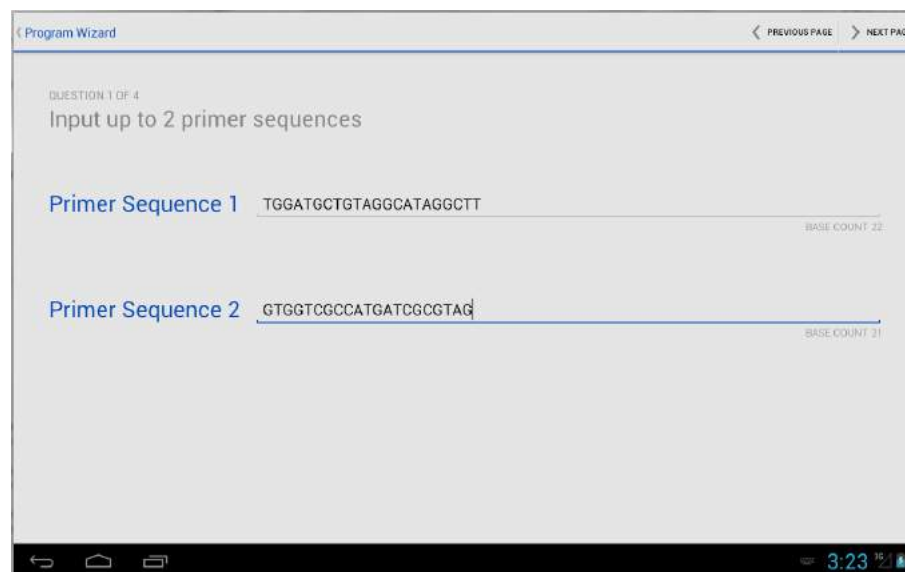 Program Wizard
PREVIOUS PAGE
NEXT PAG
QUESTION 1 OF 4
Input up to 2 primer sequences
Primer Sequence 1 TGGATGCTGTAGGCATAGGCTT
BASE COUNT 22
Primer Sequence 2 GTGGTCGCCATGATCGCGTAG
BASE COUNT 21
3:23 3G